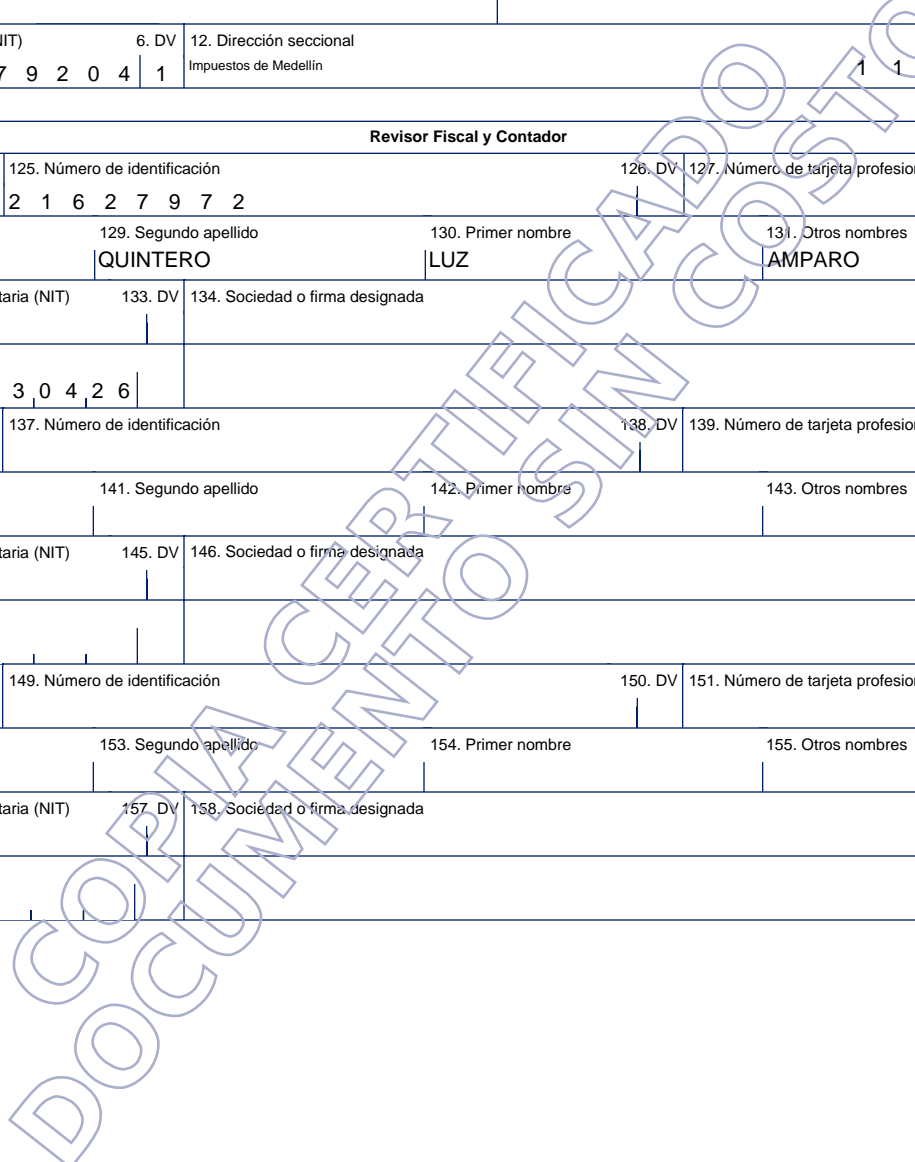 NIT) 6. DV 12. Dirección seccional
7 9 2 0 4 1 Impuestos de Medellín 1 1
Revisor Fiscal y Contador
125. Número de identificación 126. DV 127. Número de tarjeta profesion
2 1 6 2 7 9 7 2
129. Segundo apellido 130. Primer nombre 131. Otros nombres
QUINTERO LUZ AMPARO
taria (NIT) 133. DV 134. Sociedad o firma designada
3 0 4 2 6
137. Número de identificación 138. DV 139. Número de tarjeta profesion
141. Segundo apellido 142. Primer nombre 143. Otros nombres
taria (NIT) 145. DV 146. Sociedad o firma designada
149. Número de identificación 150. DV 151. Número de tarjeta profesion
153. Segundo apellido 154. Primer nombre 155. Otros nombres
taria (NIT) 157. DV 158. Sociedad o firma designada
COPIA CERTIFICADO
DOCUMENTO SIN COSTO